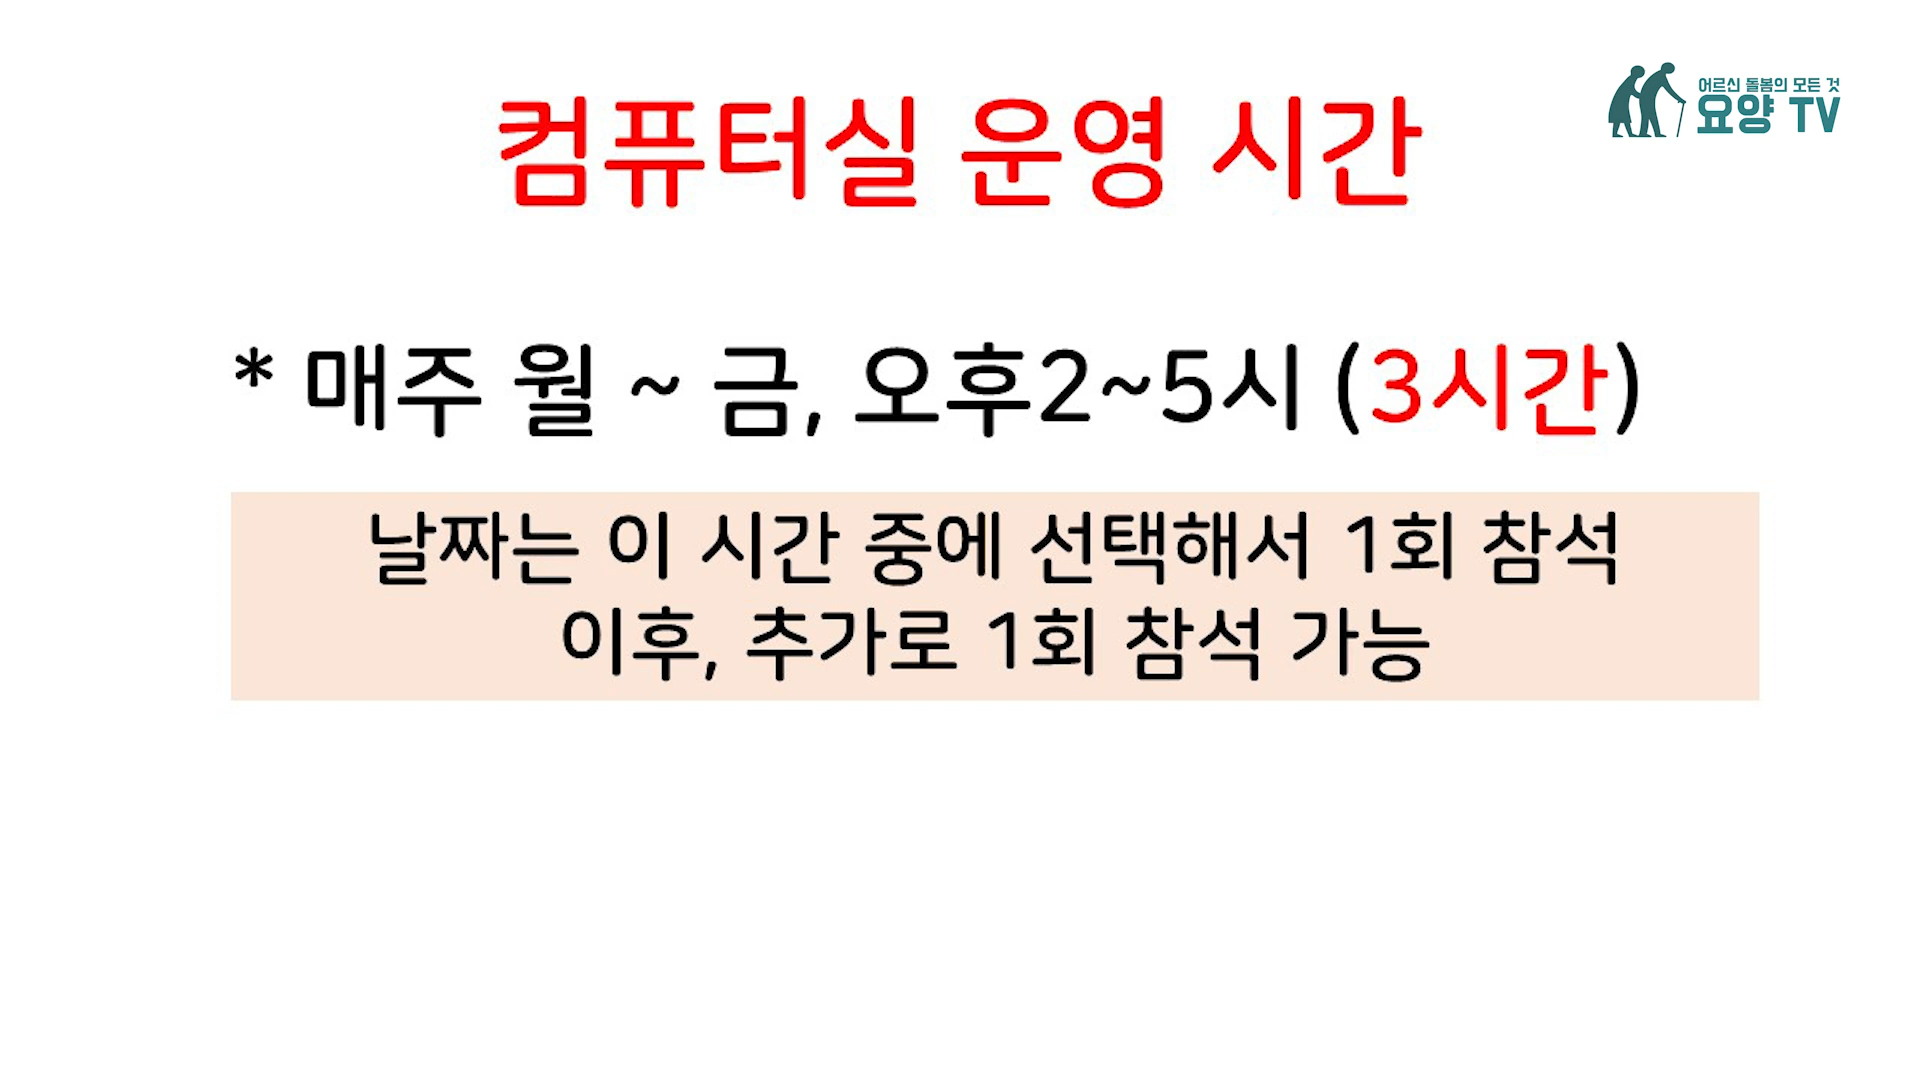 어르신 돌봄의 모든 것
요양 TV
컴퓨터실 운영 시간
* 매주 월 ~ 금, 오후2~5시 (3시간)
날짜는 이 시간 중에 선택해서 1회 참석
이후, 추가로 1회 참석 가능